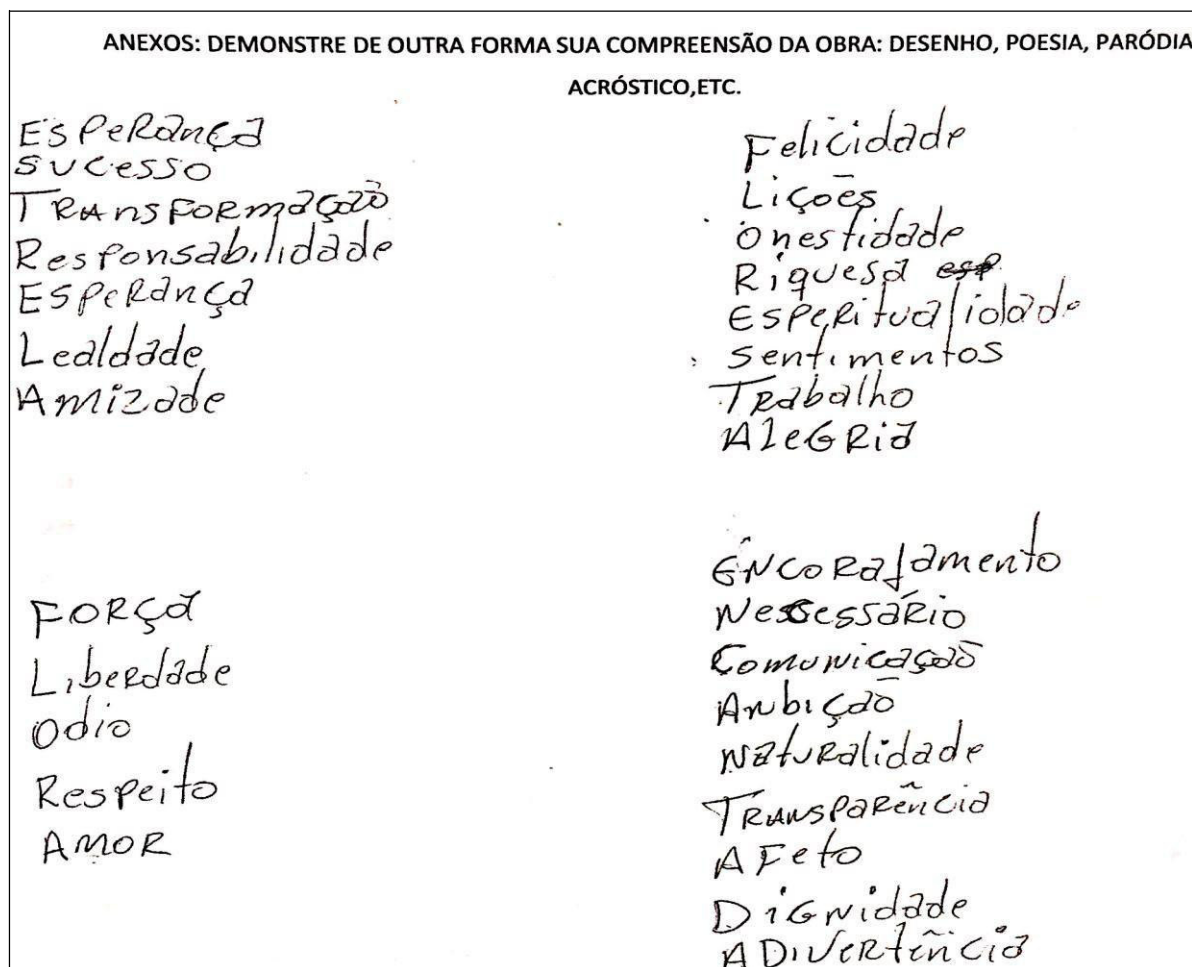 ANEXOS: DEMONSTRE DE OUTRA FORMA SUA COMPREENSÃO DA OBRA: DESENHO, POESIA, PARÓDIA
ACRÓSTICO,ETC.
Esperança
Sucesso
Transformação
Responsabilidade
Esperança
Lealdade
Amizade
Felicidade
Lições
Onestidade
Riquesa esp
Esperitualidade
Sentimentos
Trabalho
Alegria
Força
Liberdade
Odio
Respeito
Amor
Êncorajamento
Nescessário
Comunicação
Anbição
Naturalidade
Transparência
Afeto
Dignidade
Adivertência